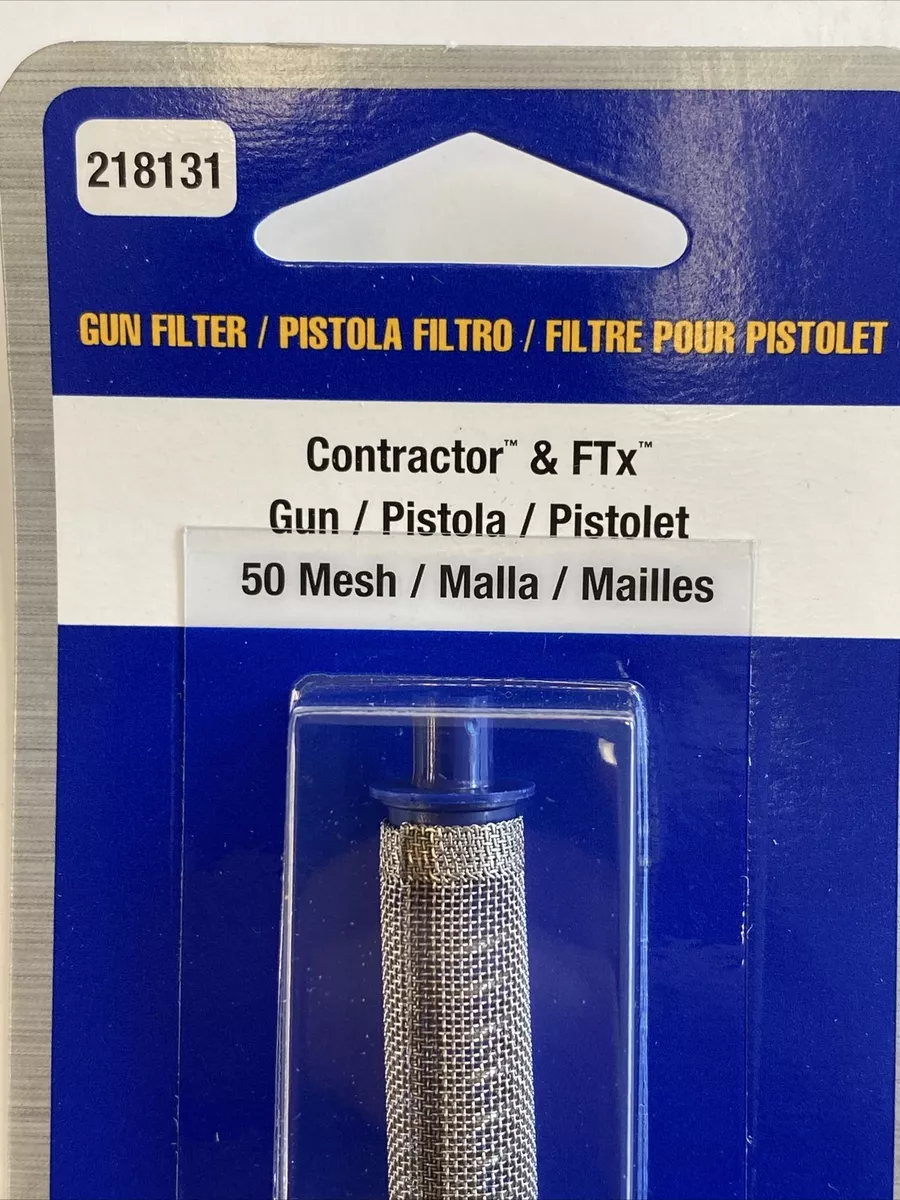 218131
GUN FILTER / PISTOLA FILTRO / FILTRE POUR PISTOLET
Contractor™ & FTx™
Gun / Pistola / Pistolet
50 Mesh / Malla / Mailles